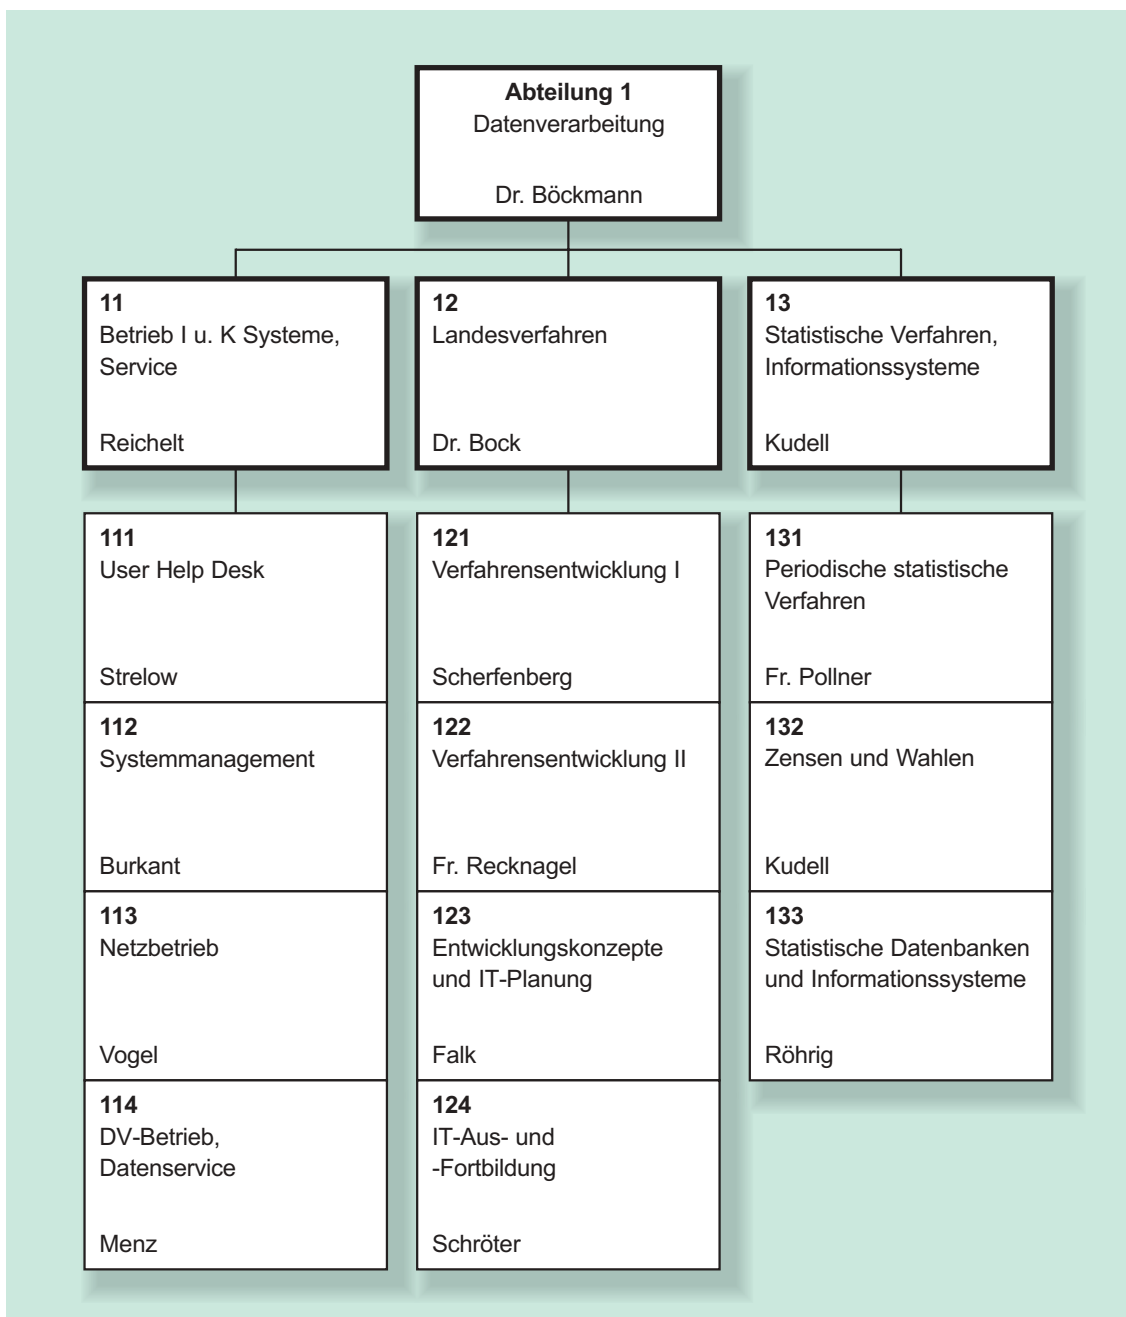 Abteilung 1
Datenverarbeitung
Dr. Böckmann
11
Betrieb I u. K Systeme,
Service
Reichelt
12
Landesverfahren
Dr. Bock
13
Statistische Verfahren,
Informationssysteme
Kudell
111
User Help Desk
Strelow
112
Systemmanagement
Burkant
113
Netzbetrieb
Vogel
114
DV-Betrieb,
Datenservice
Menz
121
Verfahrensentwicklung I
Scherfenberg
122
Verfahrensentwicklung II
Fr. Recknagel
123
Entwicklungskonzepte
und IT-Planung
Falk
124
IT-Aus- und
-Fortbildung
Schröter
131
Periodische statistische
Verfahren
Fr. Pollner
132
Zensen und Wahlen
Kudell
133
Statistische Datenbanken
und Informationssysteme
Röhrig